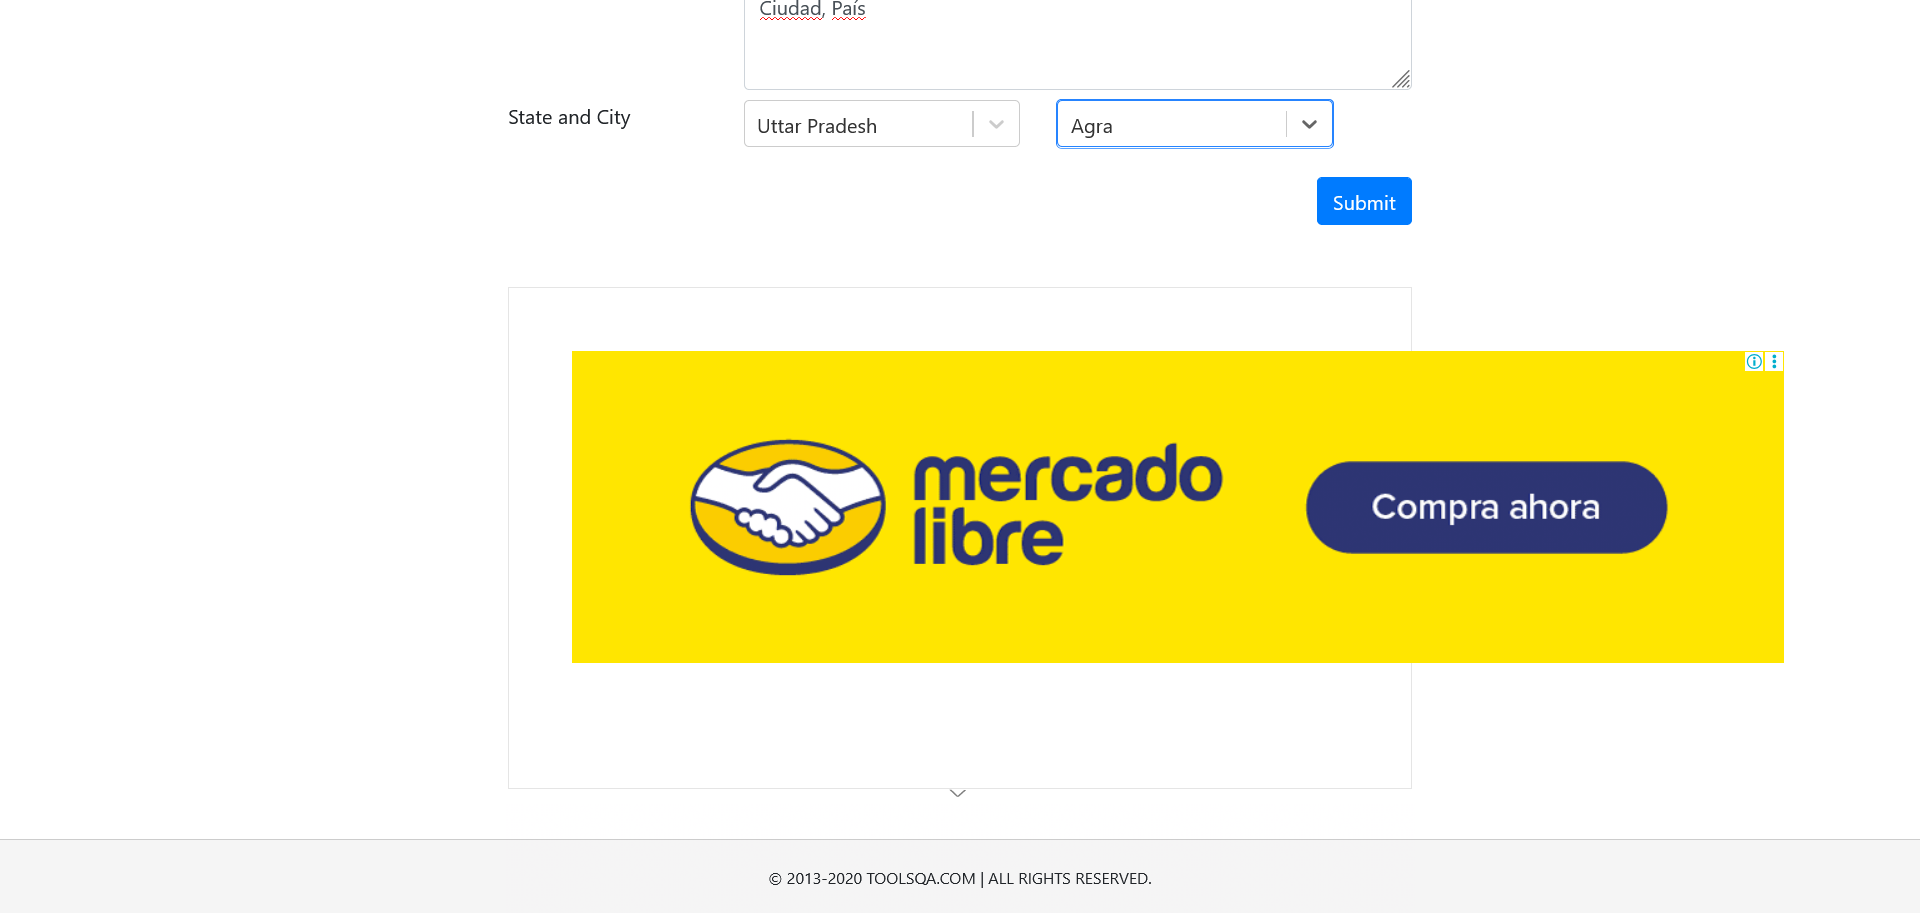 Ciudad, País
State and City
Uttar Pradesh
Agra
Submit
mercado
libre
Compra ahora
© 2013-2020 TOOLSQA.COM | ALL RIGHTS RESERVED.